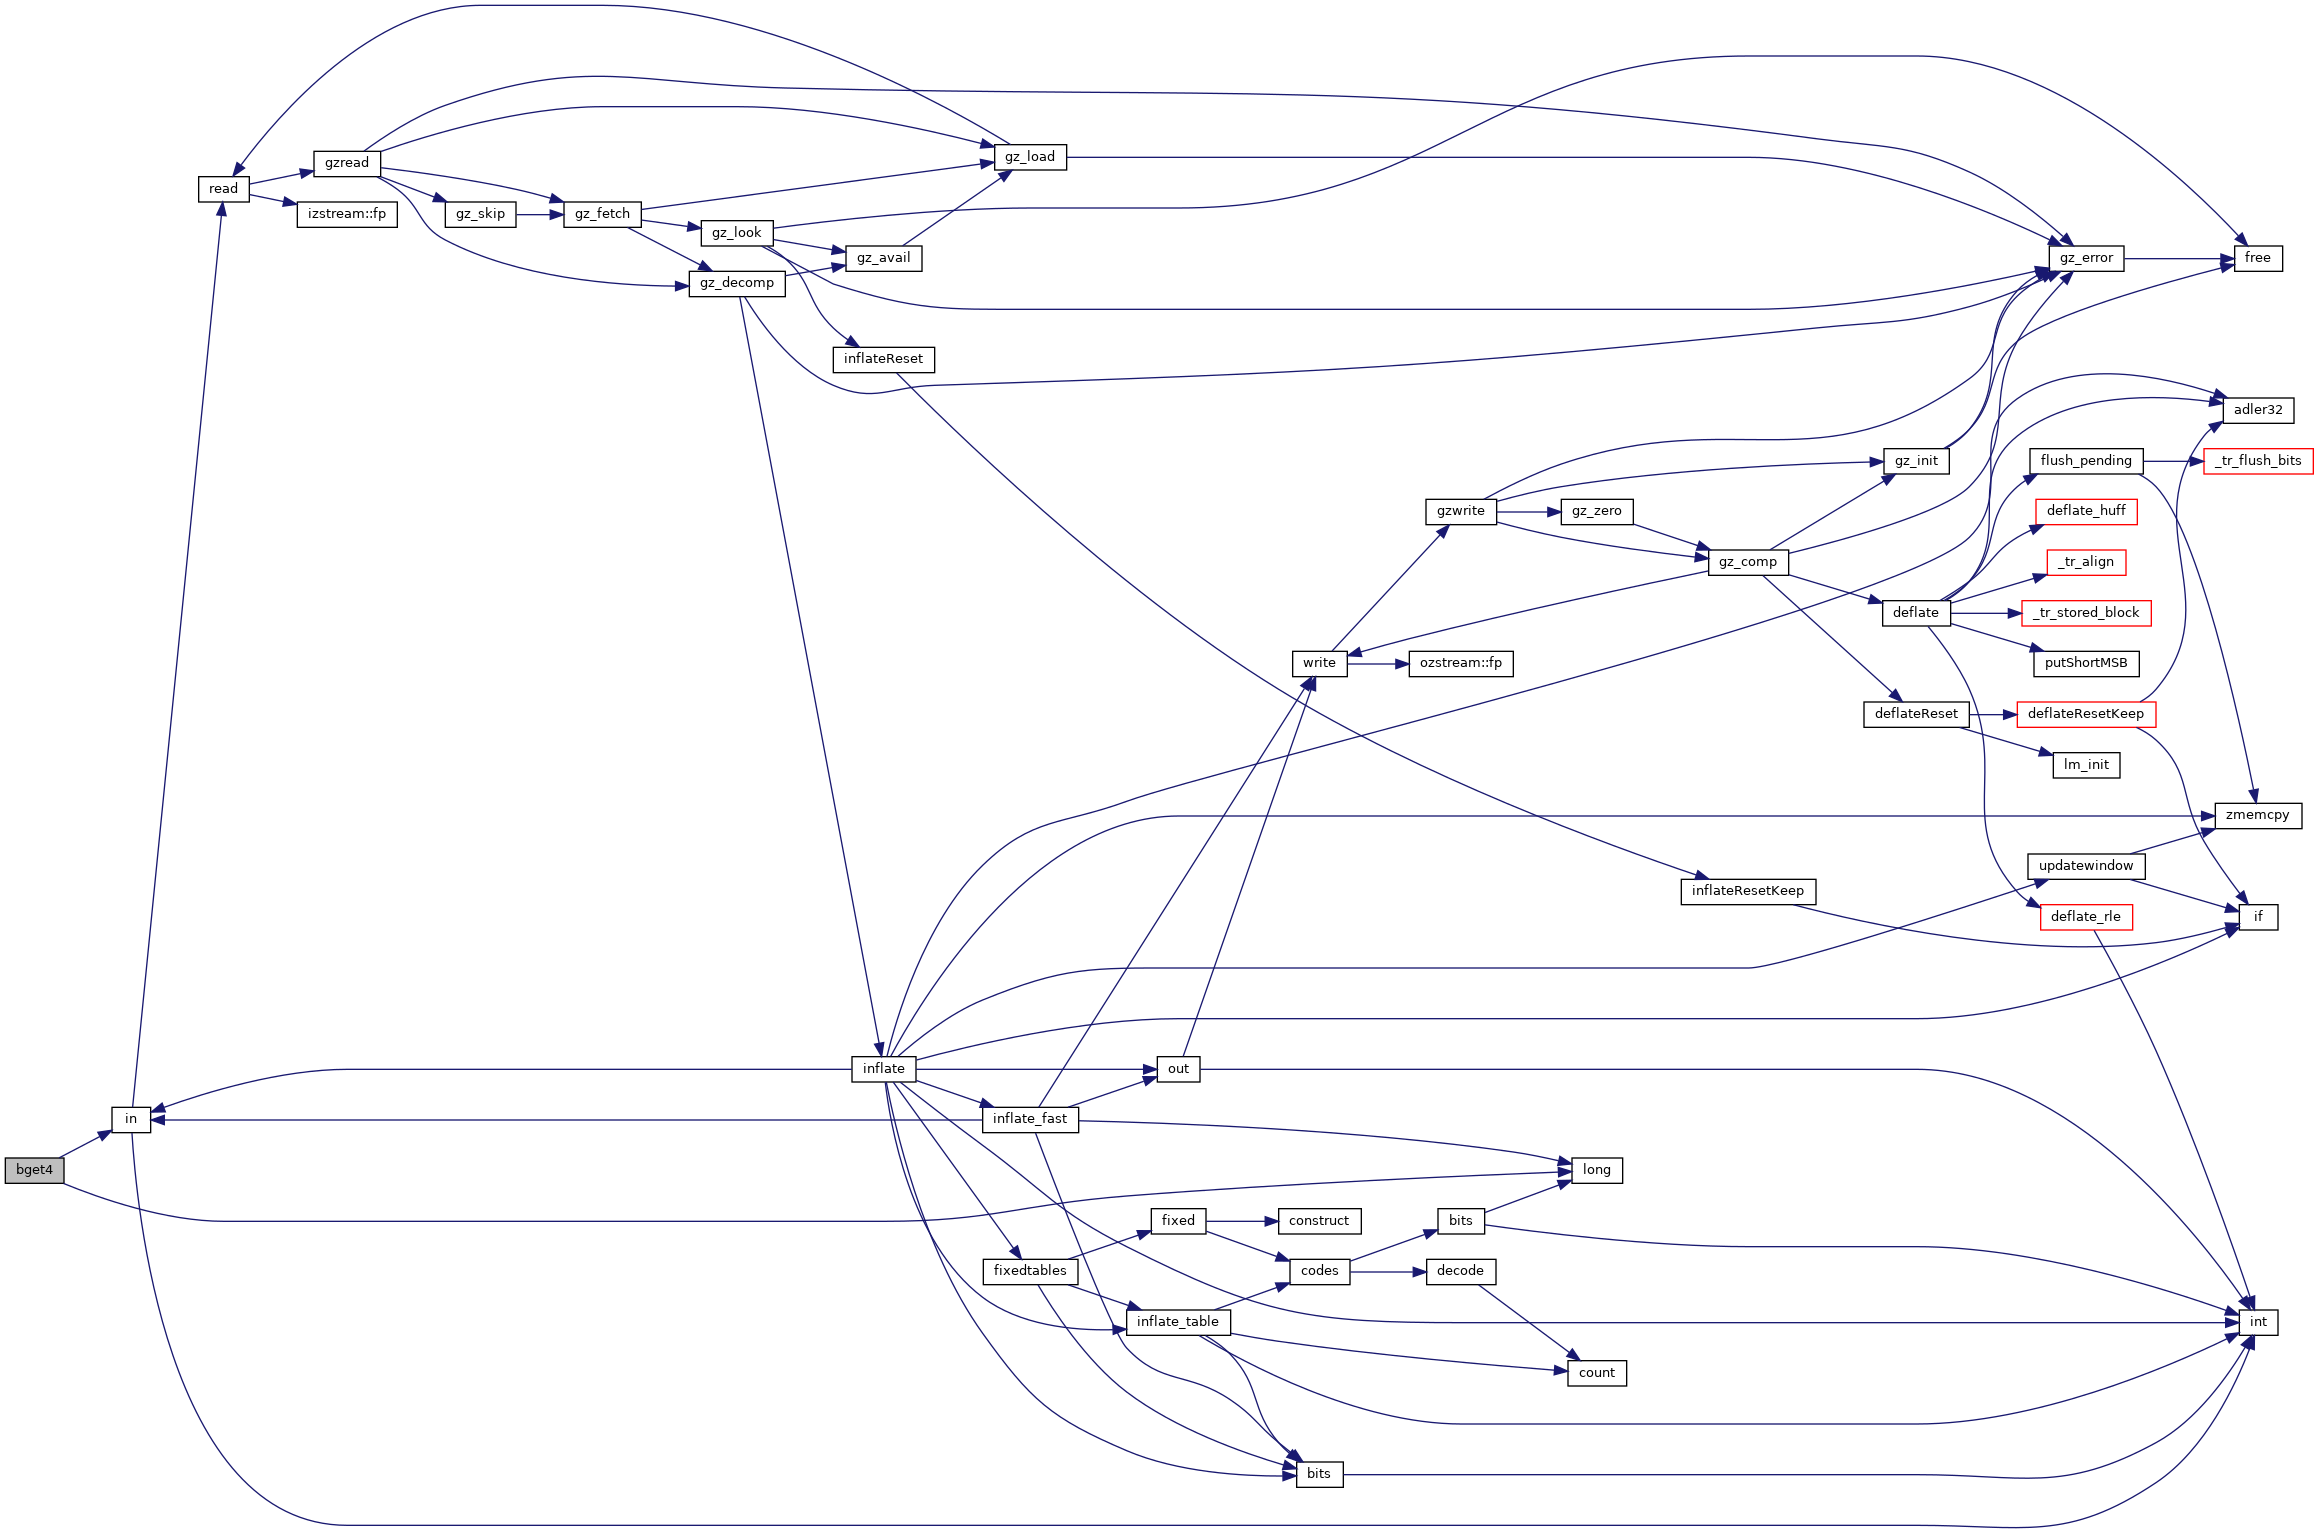 gz_load
gzread
read
izstream::fp
gz_skip
gz_fetch
gz_look
gz_avail
gz_decomp
gz_error
free
inflateReset
adler32
gz_init
flush_pending
_tr_flush_bits
gzwrite
gz_zero
deflate_huff
gz_comp
_tr_align
deflate
_tr_stored_block
write
ozstream::fp
putShortMSB
deflateReset
deflateResetKeep
lm_init
zmemcpy
updatewindow
inflateResetKeep
deflate_rle
if
inflate
out
in
inflate_fast
bget4
long
fixed
construct
bits
fixedtables
codes
decode
inflate_table
int
count
bits